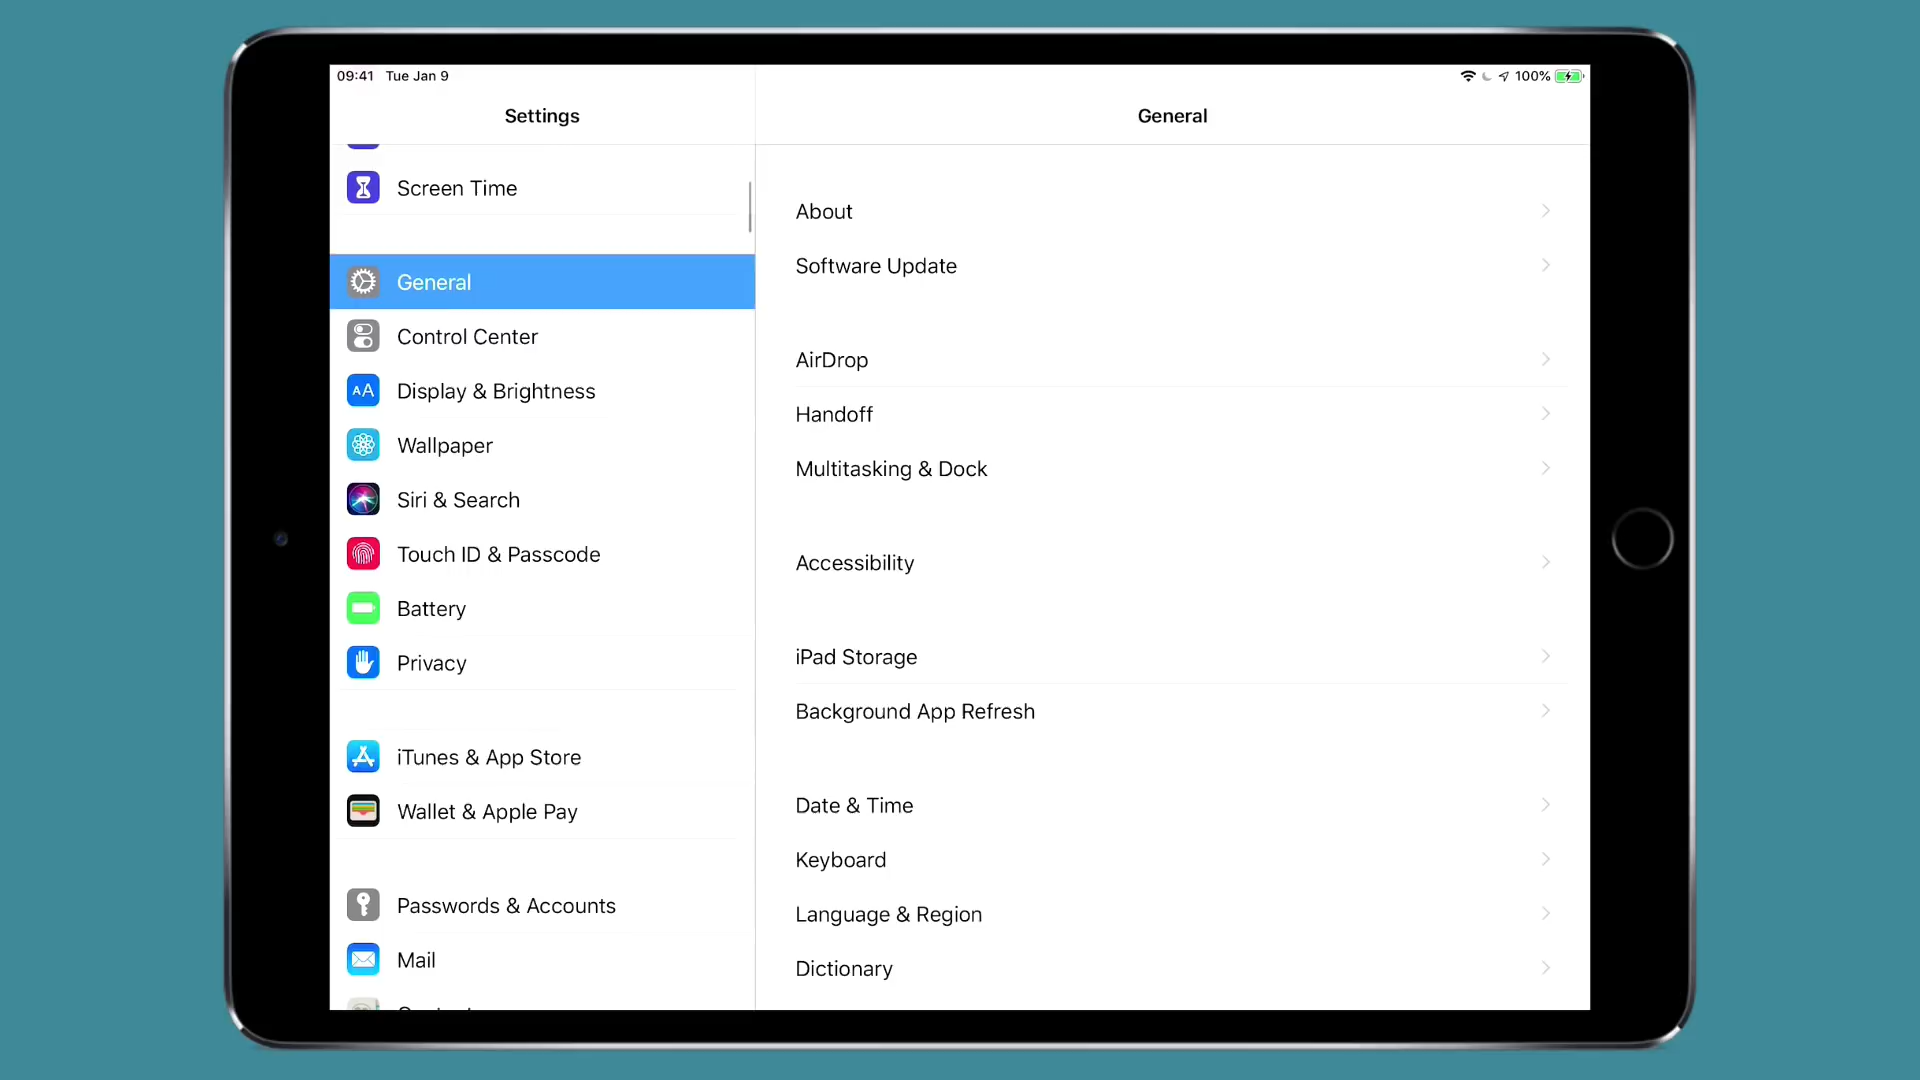 09:41 Tue Jan 9
100%
Settings
General
Screen Time
General
Control Center
AA
Display & Brightness
Wallpaper
Siri & Search
Touch ID & Passcode
Battery
Privacy
iTunes & App Store
Wallet & Apple Pay
Passwords & Accounts
Mail
About
Software Update
AirDrop
Handoff
Multitasking & Dock
Accessibility
iPad Storage
Background App Refresh
Date & Time
Keyboard
Language & Region
Dictionary